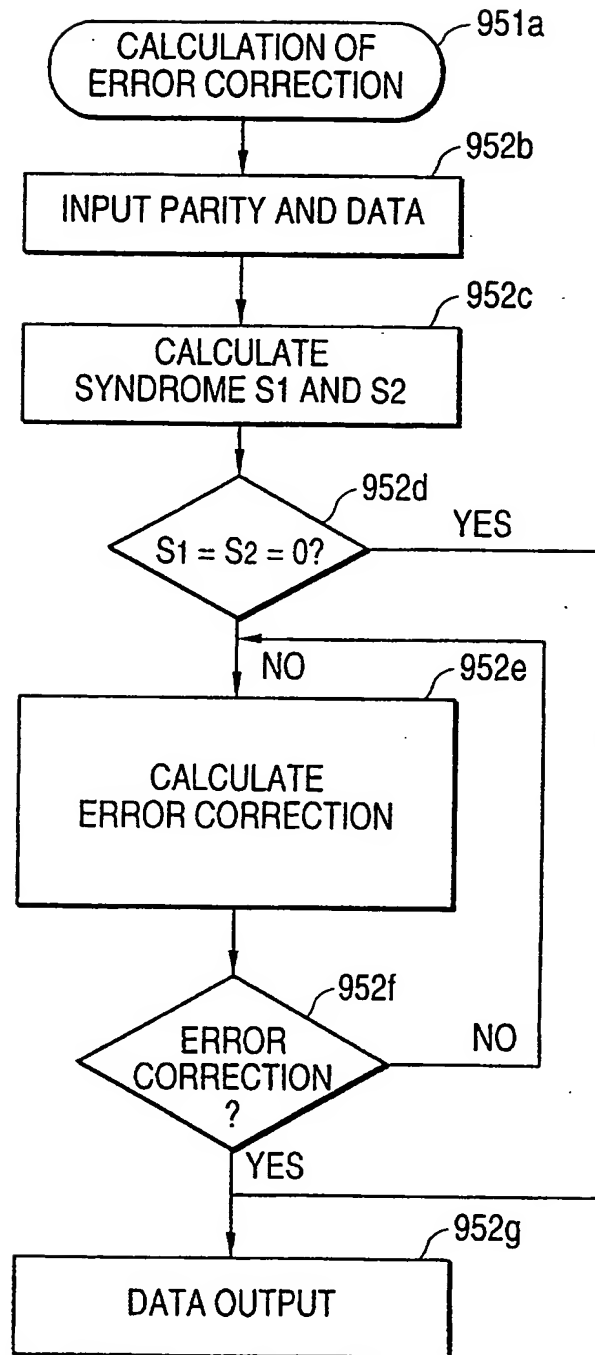 951a
CALCULATION OF
ERROR CORRECTION
952b
INPUT PARITY AND DATA
952c
CALCULATE
SYNDROME S1 AND S2
952d
S1 = S2 = 0?
YES
NO
952e
CALCULATE
ERROR CORRECTION
952f
ERROR
CORRECTION
?
NO
YES
952g
DATA OUTPUT